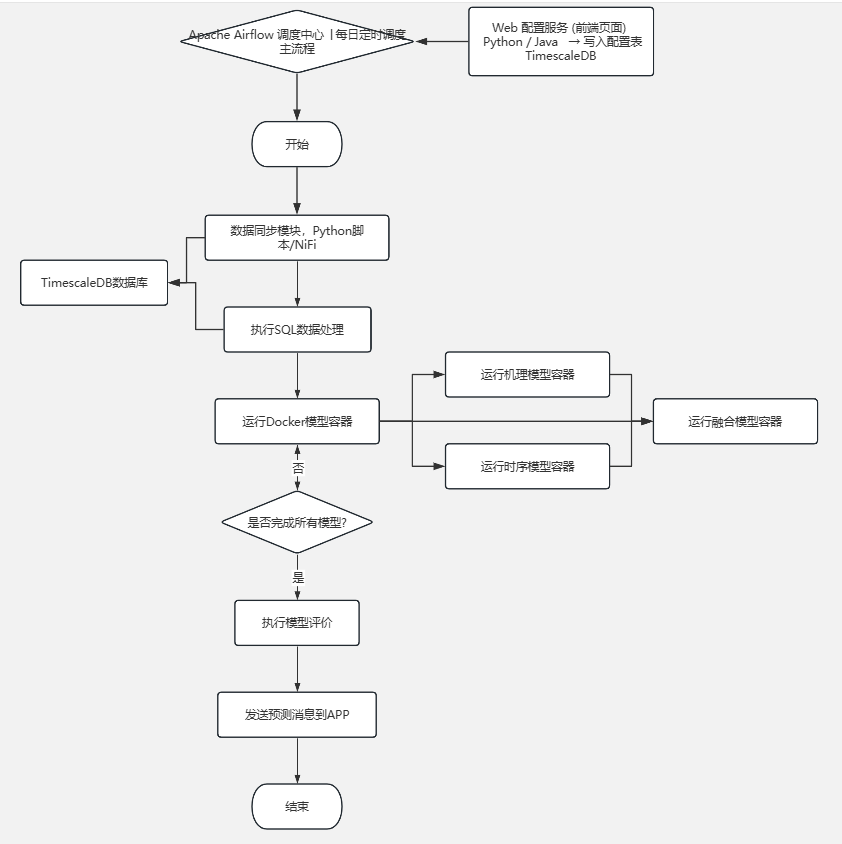 Apache Airflow 调度中心 | 每日定时调度
主流程
Web 配置服务 (前端页面)
Python / Java → 写入配置表
TimescaleDB
开始
数据同步模块，Python脚
本/NiFi
TimescaleDB数据库
执行SQL数据处理
运行机理模型容器
运行Docker模型容器
运行融合模型容器
运行时序模型容器
否
是否完成所有模型?
是
执行模型评价
发送预测消息到APP
结束